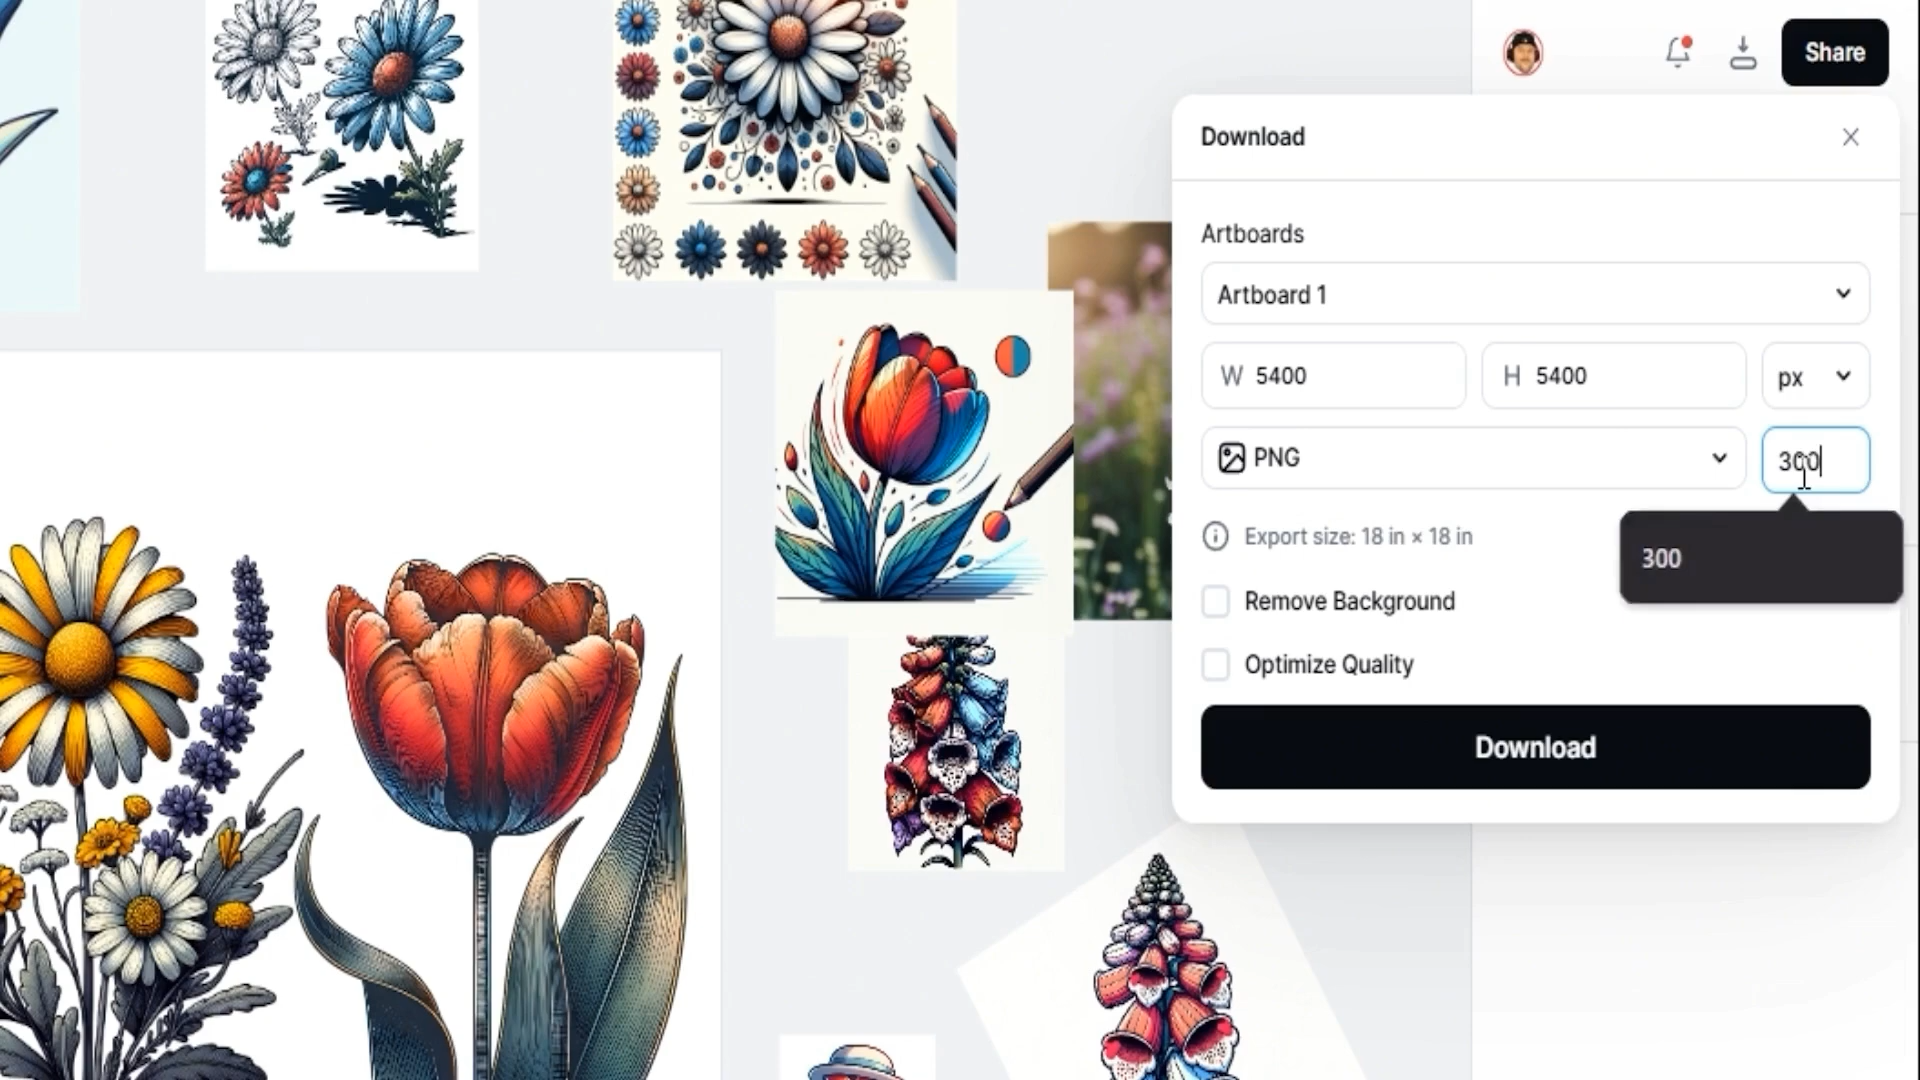 Share
Download
Artboards
Artboard 1
W 5400
H 5400
px
PNG
300
300
Export size: 18 in × 18 in
Remove Background
Optimize Quality
Download